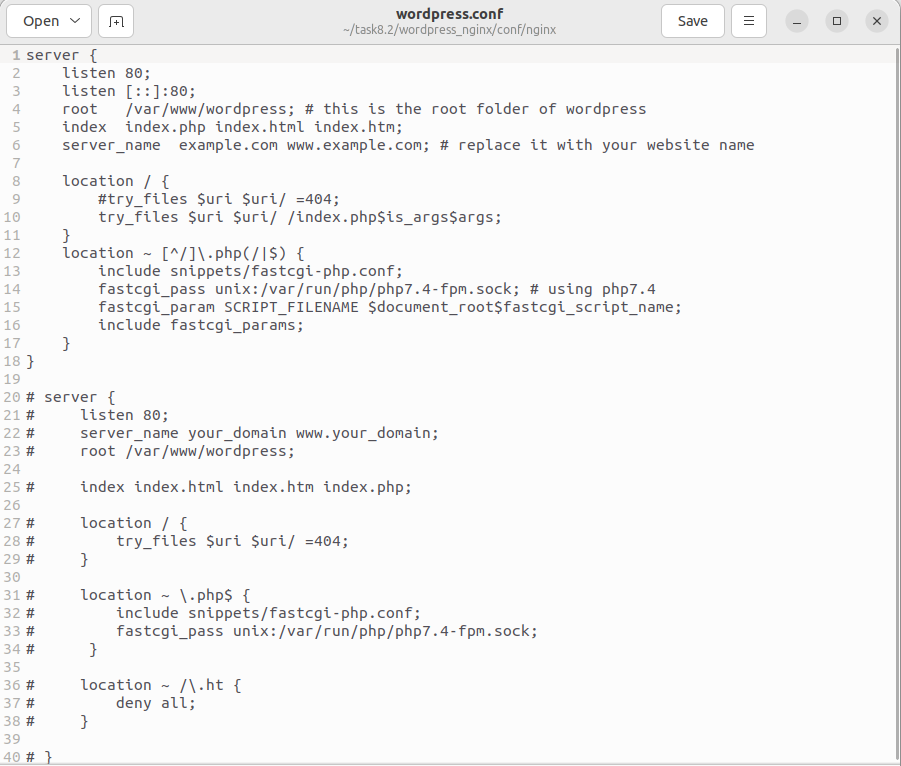 Open
wordpress.conf
~/task8.2/wordpress_nginx/conf/nginx
Save
1 server {
2     listen 80;
3     listen [::]:80;
4     root   /var/www/wordpress; # this is the root folder of wordpress
5     index  index.php index.html index.htm;
6     server_name  example.com www.example.com; # replace it with your website name
7
8     location / {
9         #try_files $uri $uri/ =404;
10         try_files $uri $uri/ /index.php$is_args$args;
11     }
12     location ~ [^/]\.php(/|$) {
13         include snippets/fastcgi-php.conf;
14         fastcgi_pass unix:/var/run/php/php7.4-fpm.sock; # using php7.4
15         fastcgi_param SCRIPT_FILENAME $document_root$fastcgi_script_name;
16         include fastcgi_params;
17     }
18 }
19
20 # server {
21 #     listen 80;
22 #     server_name your_domain www.your_domain;
23 #     root /var/www/wordpress;
24
25 #     index index.html index.htm index.php;
26
27 #     location / {
28 #         try_files $uri $uri/ =404;
29 #     }
30
31 #     location ~ \.php$ {
32 #         include snippets/fastcgi-php.conf;
33 #         fastcgi_pass unix:/var/run/php/php7.4-fpm.sock;
34 #      }
35
36 #     location ~ /\.ht {
37 #         deny all;
38 #     }
39
40 # }